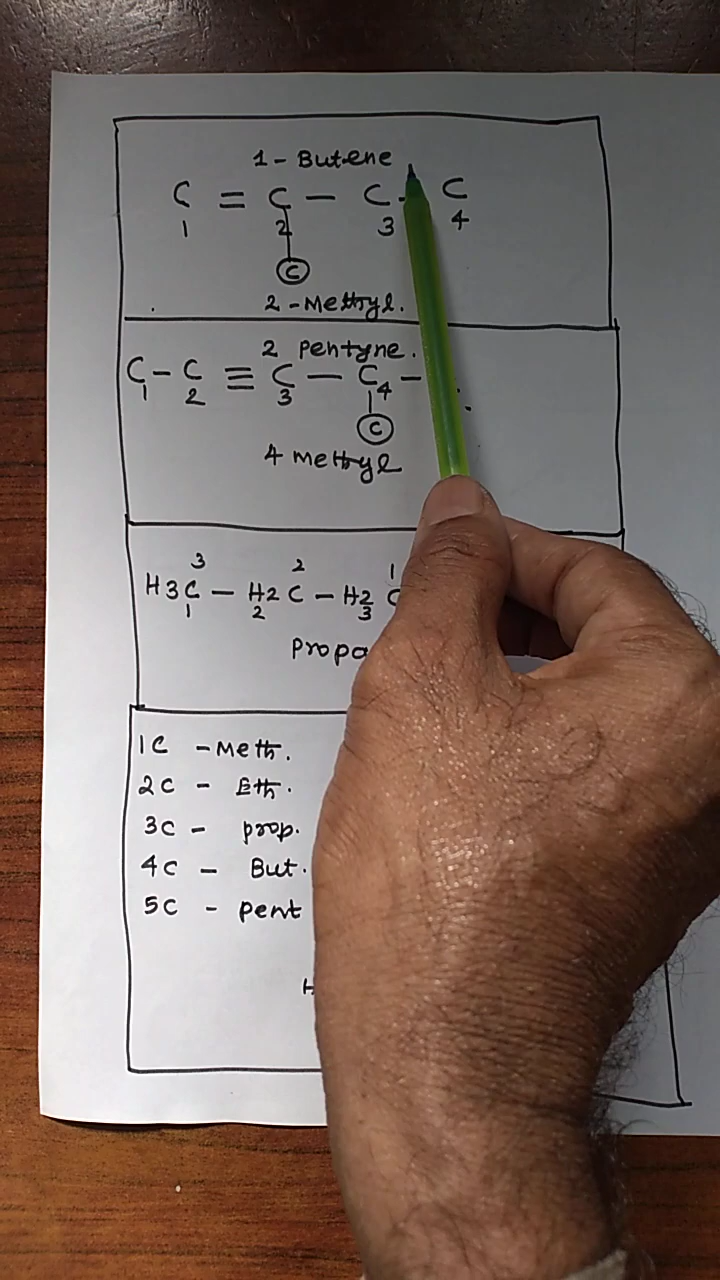 1 - Butene
C = C - C - C
1 2 3 4
C
2 - Methyl.
2 Pentyne.
C - C ≡ C - C -
1 2 3 4
C
4 methyl
3 2 1
H3C - H2C - H2C
1 2 3
Propa
1C - Meth.
2C - Eth.
3C - prop.
4C - But.
5C - pent
H